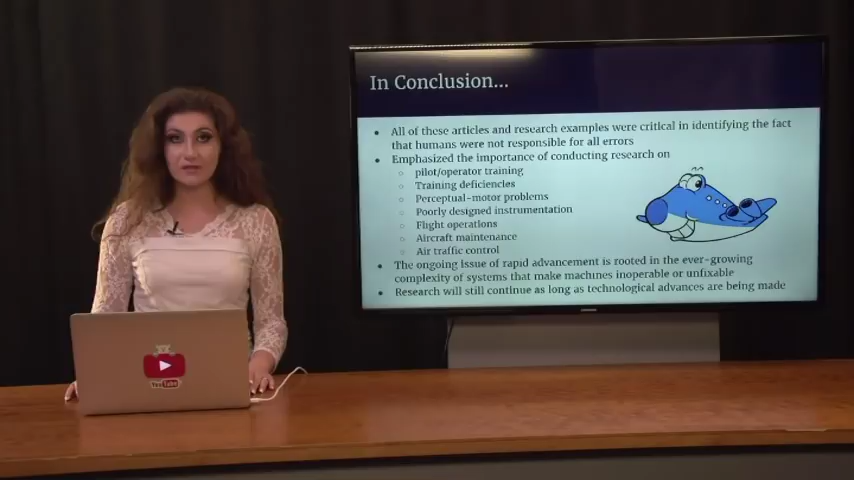 In Conclusion...
• All of these articles and research examples were critical in identifying the fact
that humans were not responsible for all errors
• Emphasized the importance of conducting research on
○ pilot/operator training
○ Training deficiencies
○ Perceptual-motor problems
○ Poorly designed instrumentation
○ Flight operations
○ Aircraft maintenance
○ Air traffic control
• The ongoing issue of rapid advancement is rooted in the ever-growing
complexity of systems that make machines inoperable or unfixable
• Research will still continue as long as technological advances are being made
YouTube